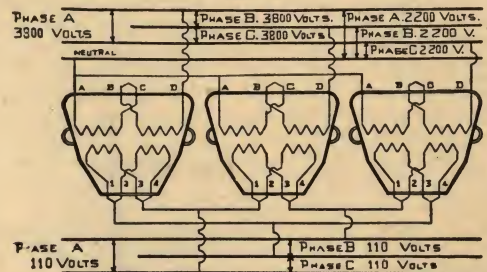 PHASE A
3800 VOLTS
PHASE B. 3800 VOLTS.
PHASE C. 3800 VOLTS.
PHASE A. 2200 VOLTS.
PHASE B. 2200 V.
PHASE C 2200 V.
NEUTRAL
A B C D
A B C D
A B C D
1 2 3 4
1 2 3 4
1 2 3 4
PHASE A
110 VOLTS
PHASE B 110 VOLTS
PHASE C 110 VOLTS